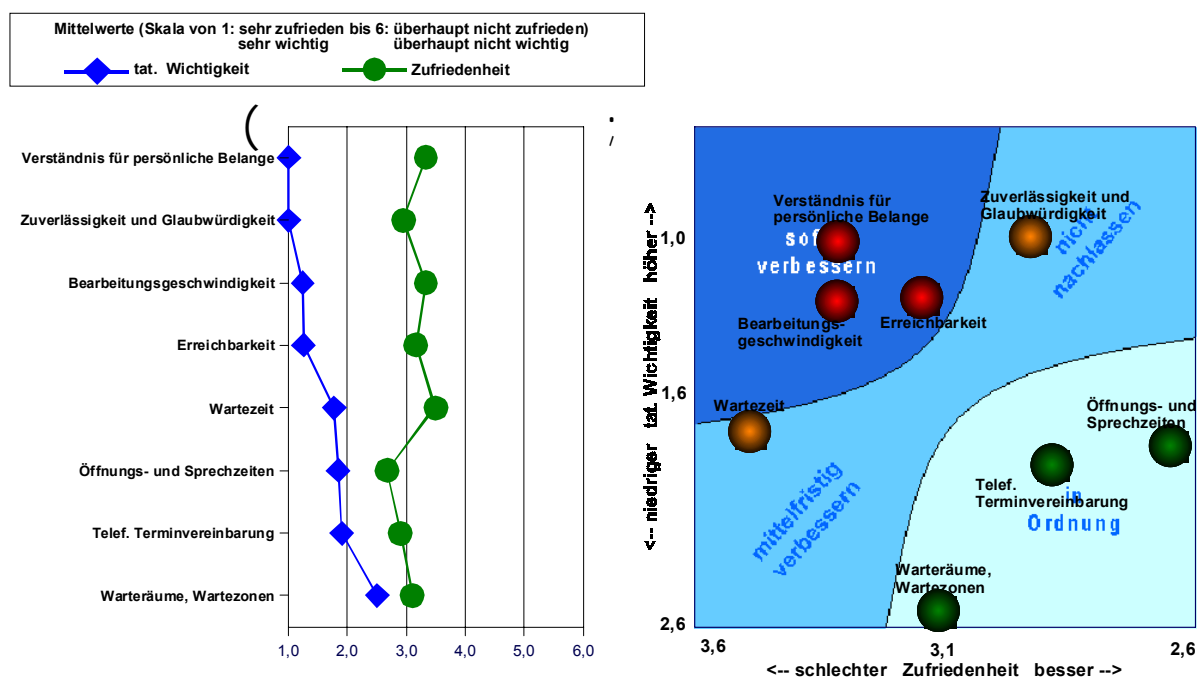 Mittelwerte (Skala von 1: sehr zufrieden bis 6: überhaupt nicht zufrieden)
sehr wichtig überhaupt nicht wichtig
tat. Wichtigkeit Zufriedenheit
Verständnis für persönliche Belange
Zuverlässigkeit und Glaubwürdigkeit
Bearbeitungsgeschwindigkeit
Erreichbarkeit
Wartezeit
Öffnungs- und Sprechzeiten
Telef. Terminvereinbarung
Warteräume, Wartezonen
1,0 2,0 3,0 4,0 5,0 6,0
<-- niedriger tat. Wichtigkeit höher -->
1,0
1,6
2,6
Verständnis für
persönliche Belange
verbessern
Zuverlässigkeit und
Glaubwürdigkeit
nachlassen
Bearbeitungs-
geschwindigkeit
Erreichbarkeit
Wartezeit
Öffnungs- und
Sprechzeiten
Telef.
Terminvereinbarung
in
Ordnung
mittelfristig
verbessern
Warteräume,
Wartezonen
3,6 3,1 2,6
<-- schlechter Zufriedenheit besser -->